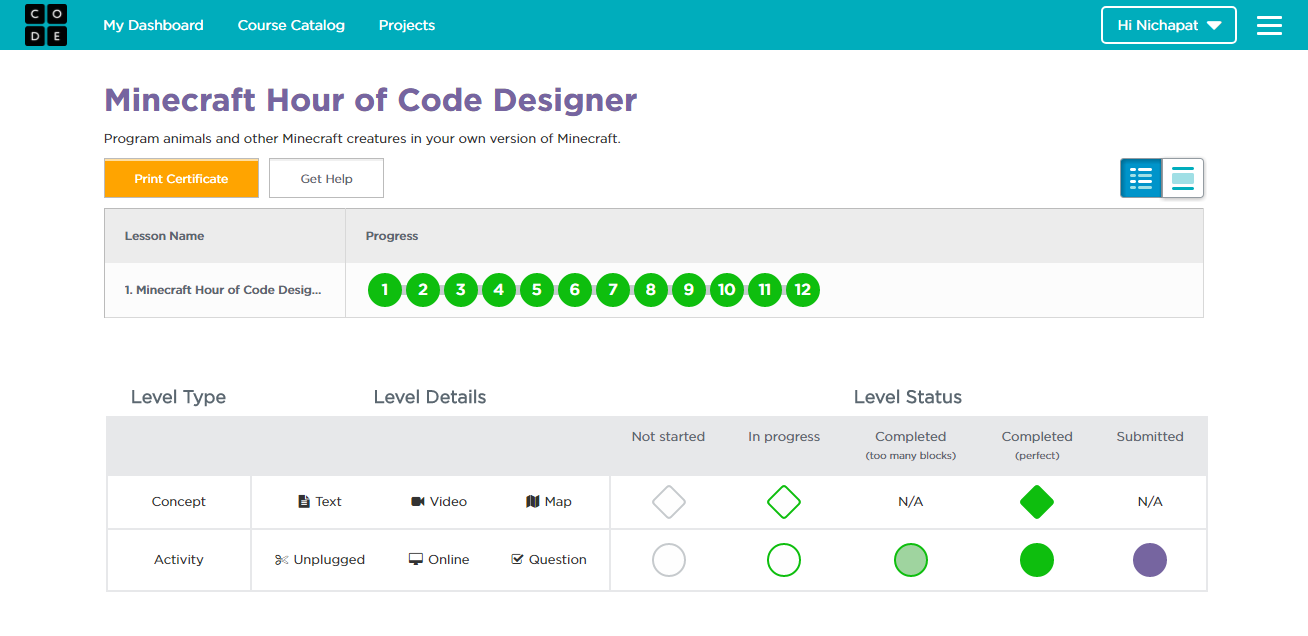 CODE
My Dashboard Course Catalog Projects Hi Nichapat
Minecraft Hour of Code Designer
Program animals and other Minecraft creatures in your own version of Minecraft.
Print Certificate Get Help
Lesson Name Progress
1. Minecraft Hour of Code Desig... 1 2 3 4 5 6 7 8 9 10 11 12
Level Type Level Details Level Status
Not started In progress Completed (too many blocks) Completed (perfect) Submitted
Concept Text Video Map N/A N/A
Activity Unplugged Online Question